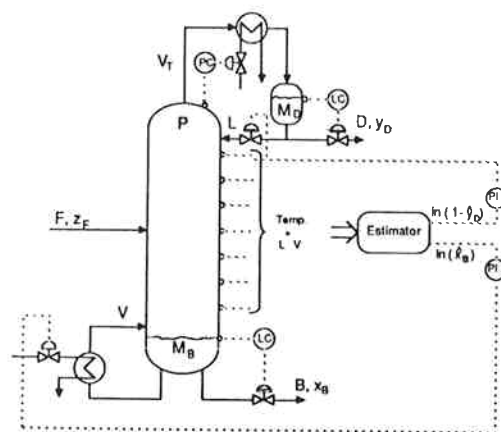 V_T
PC
P
M_D
LC
L
D, y_D
PI
ln(1-ŷ_D)
F, z_F
Temp.
+
L V
Estimator
ln(x̂_B)
PI
V
M_B
LC
B, x_B